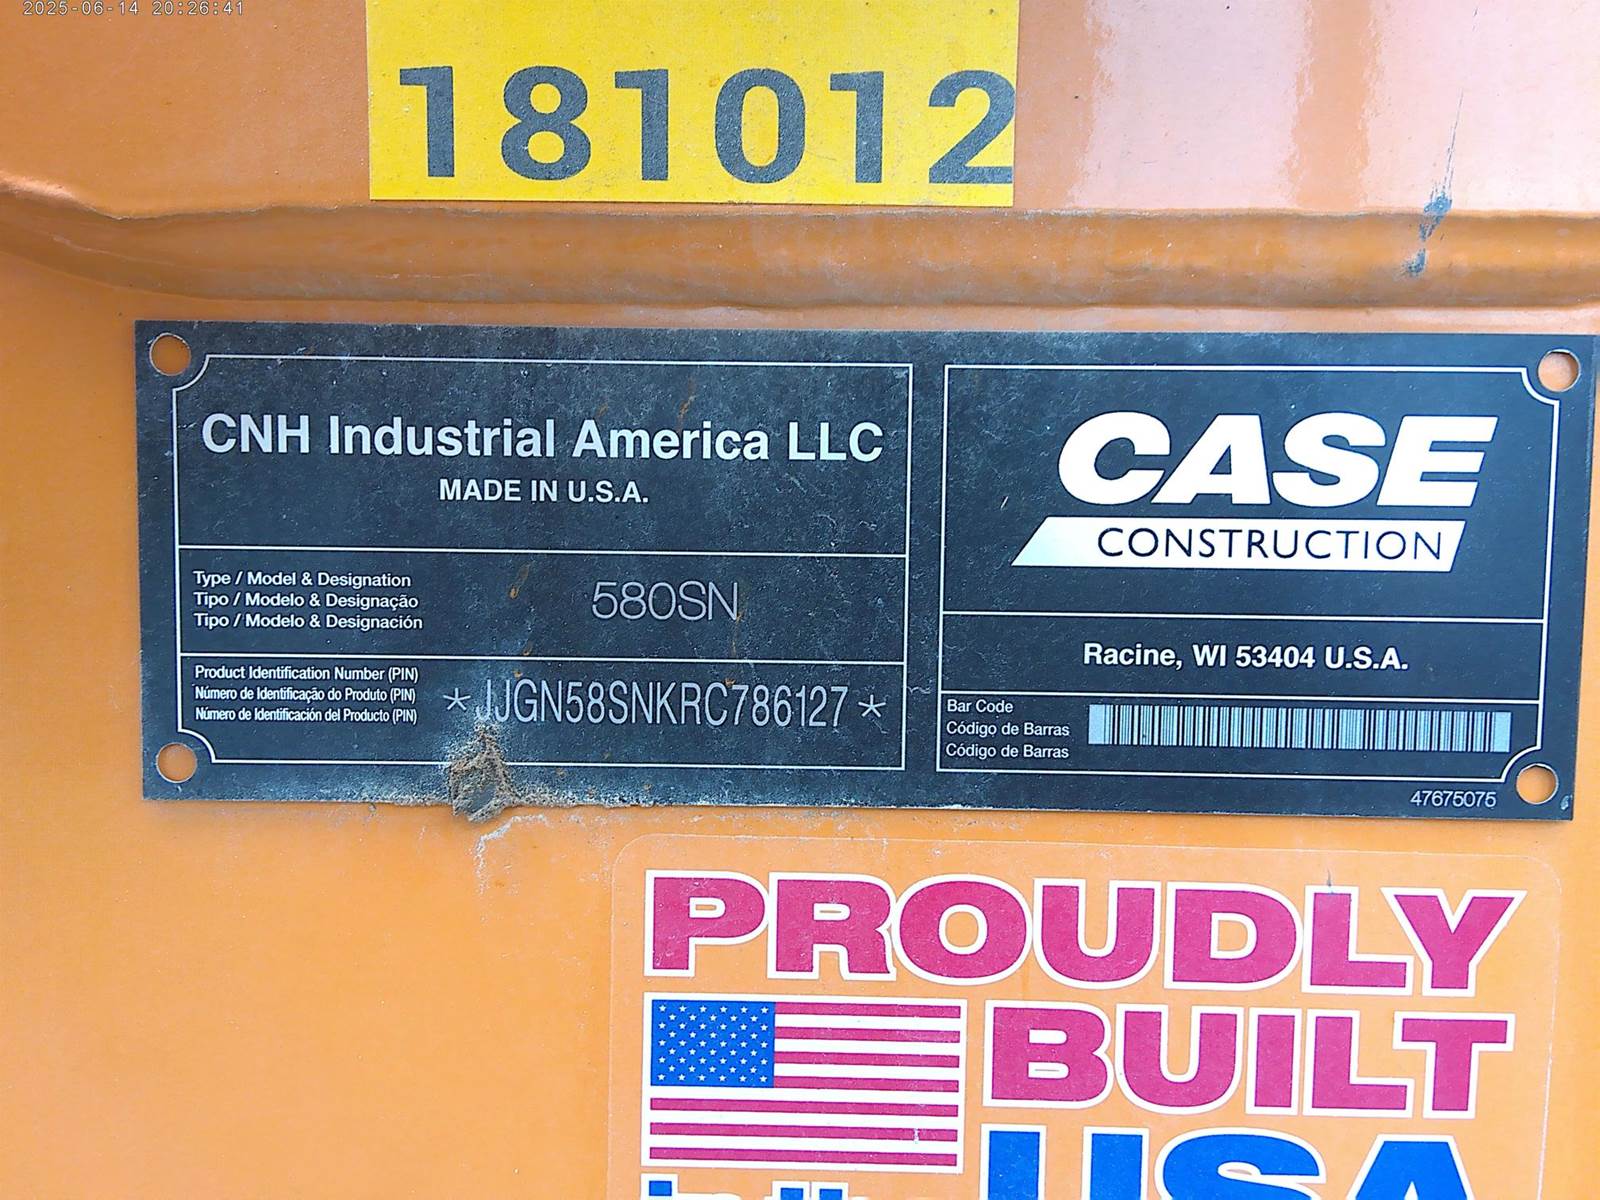 2025-06-14 20:26:41
181012
CNH Industrial America LLC
MADE IN U.S.A.
Type / Model & Designation
Tipo / Modelo & Designação
Tipo / Modelo & Designación
580SN
Product Identification Number (PIN)
Número de Identificação do Produto (PIN)
Número de Identificación del Producto (PIN)
*JJGN58SNKRC786127*
CASE
CONSTRUCTION
Racine, WI 53404 U.S.A.
Bar Code
Código de Barras
Código de Barras
47675075
PROUDLY
BUILT
USA